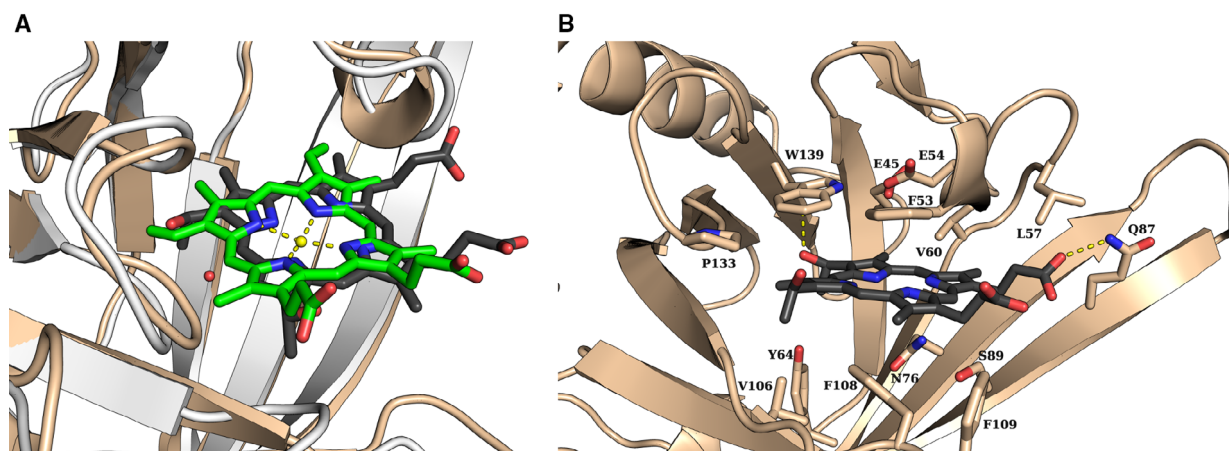 A B
W139 E45 E54
F53
L57 Q87
V60
P133
Y64 N76 S89
V106 F108
F109